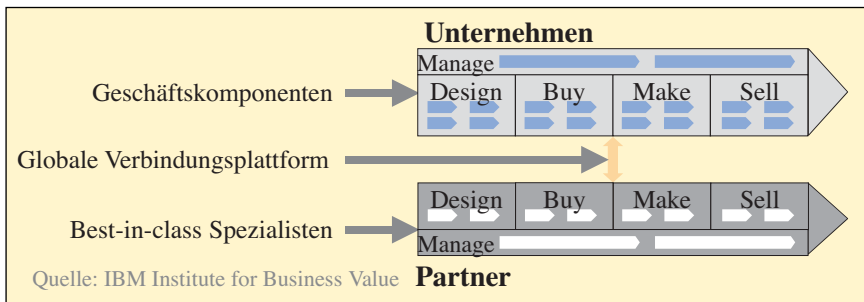 Unternehmen
Manage
Geschäftskomponenten
Design Buy Make Sell
Globale Verbindungsplattform
Design Buy Make Sell
Best-in-class Spezialisten
Manage
Quelle: IBM Institute for Business Value
Partner